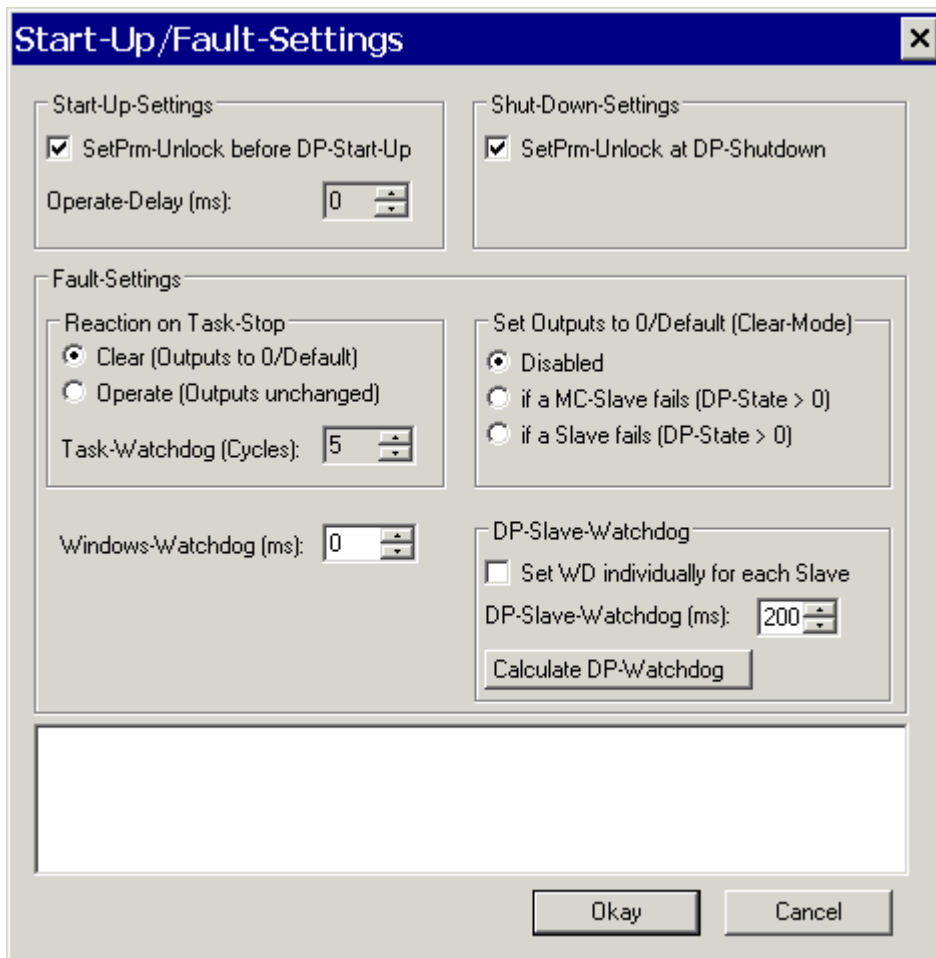 Start-Up/Fault-Settings
Start-Up-Settings
SetPrm-Unlock before DP-Start-Up
Operate-Delay (ms): 0
Shut-Down-Settings
SetPrm-Unlock at DP-Shutdown
Fault-Settings
Reaction on Task-Stop
Clear (Outputs to 0/Default)
Operate (Outputs unchanged)
Task-Watchdog (Cycles): 5
Set Outputs to 0/Default (Clear-Mode)
Disabled
if a MC-Slave fails (DP-State > 0)
if a Slave fails (DP-State > 0)
Windows-Watchdog (ms): 0
DP-Slave-Watchdog
Set WD individually for each Slave
DP-Slave-Watchdog (ms): 200
Calculate DP-Watchdog
Okay
Cancel